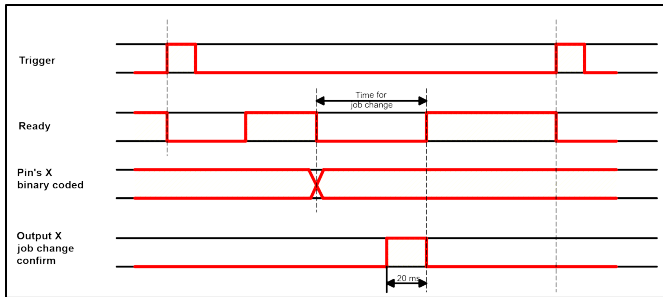 Trigger
Time for
job change
Ready
Pin's X
binary coded
Output X
job change
confirm
20 ms